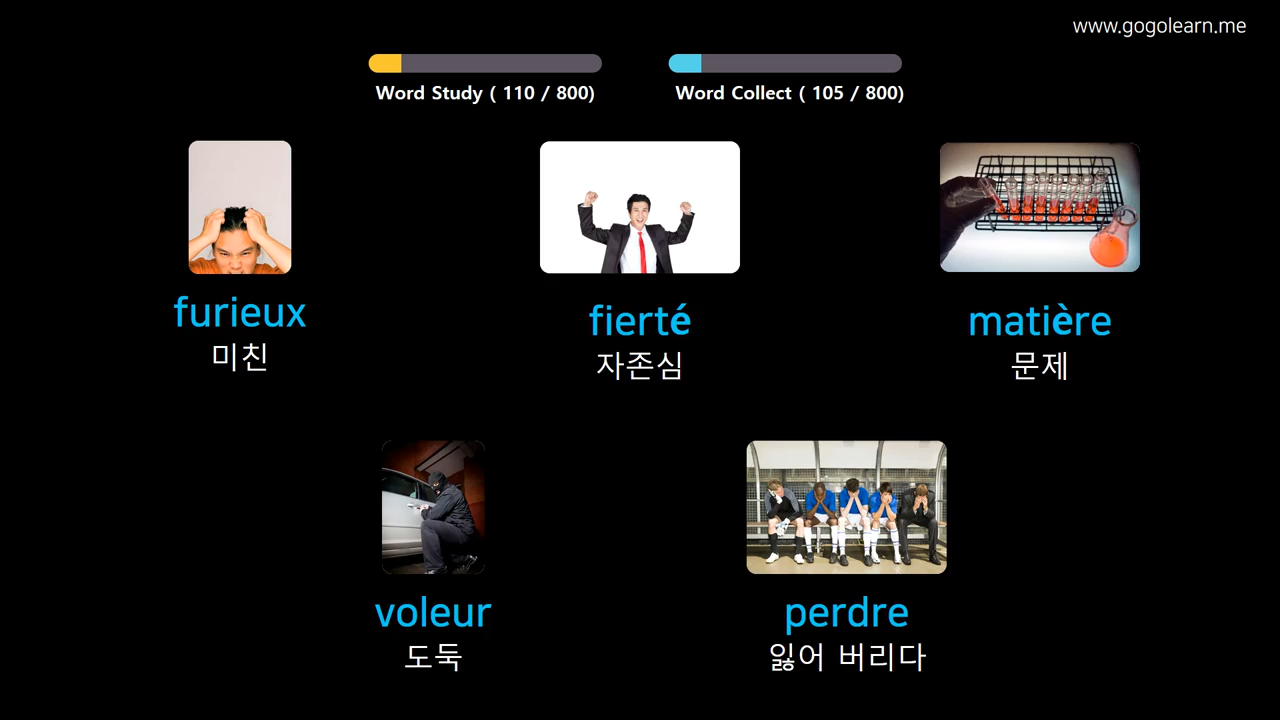 www.gogolearn.me
Word Study ( 110 / 800)
Word Collect ( 105 / 800)
furieux
미친
fierté
자존심
matière
문제
voleur
도둑
perdre
잃어 버리다